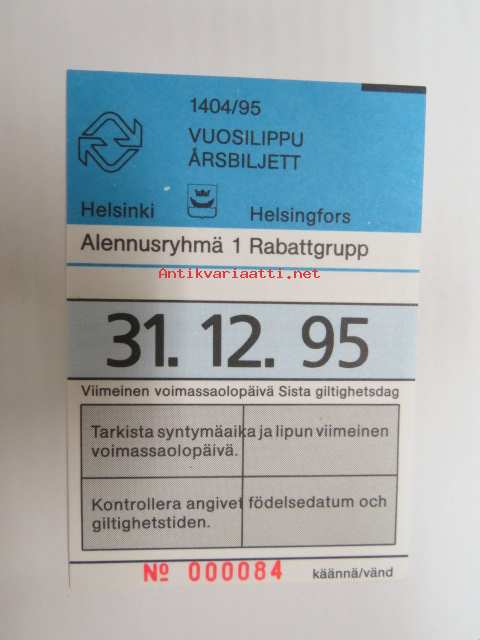 1404/95
VUOSILIPPU
ÅRSBILJETT
Helsinki Helsingfors
Alennusryhmä 1 Rabattgrupp
Antikvariaatti.net
31. 12. 95
Viimeinen voimassaolopäivä Sista giltighetsdag
Tarkista syntymäaika ja lipun viimeinen
voimassaolopäivä.
Kontrollera angivet födelsedatum och
giltighetstiden.
Nº 000084 käännä/vänd